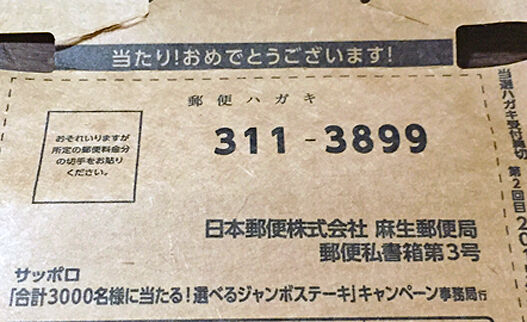 当たり!おめでとうございます!
郵便ハガキ
311-3899
おそれいりますが
所定の郵便料金分
の切手をお貼り
ください。
日本郵便株式会社 麻生郵便局
郵便私書箱第3号
サッポロ
「合計3000名様に当たる!選べるジャンボステーキ」キャンペーン事務局行
当選ハガキ受付締切
第2回目